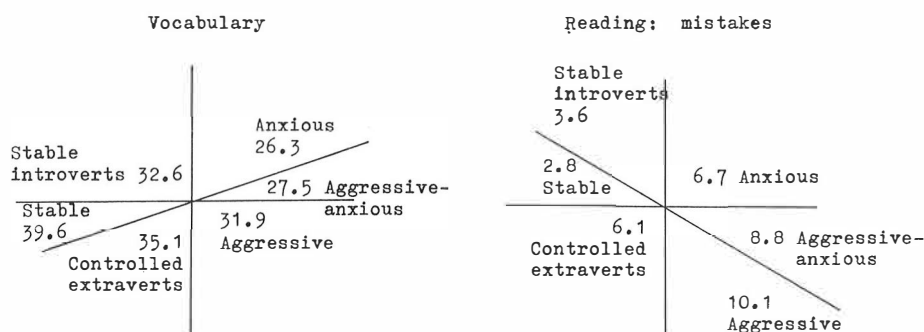 Vocabulary
Anxious
26.3
Stable
introverts 32.6
27.5 Aggressive-
anxious
Stable
39.6
31.9
Aggressive
35.1
Controlled
extraverts
Reading: mistakes
Stable
introverts
3.6
2.8
Stable
6.7 Anxious
6.1
Controlled
extraverts
8.8 Aggressive-
anxious
10.1
Aggressive